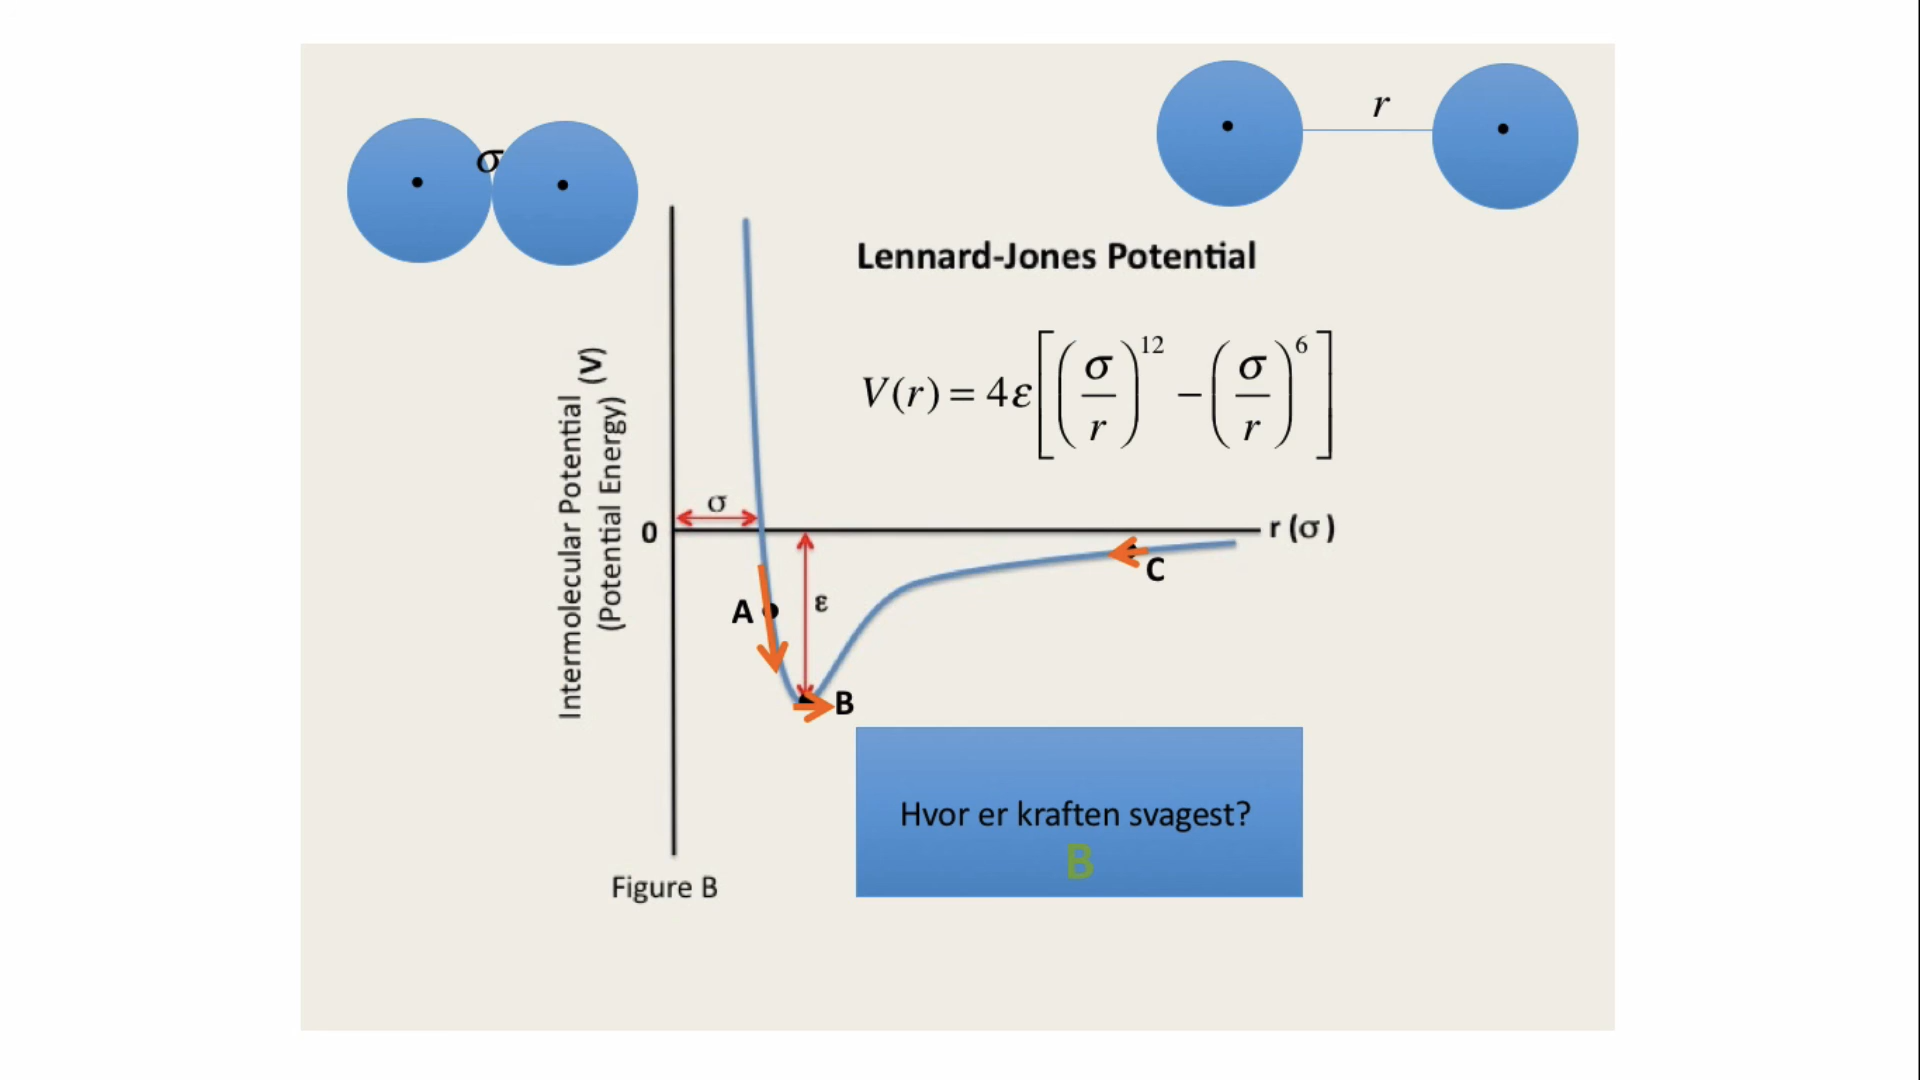 σ
r
Lennard-Jones Potential
V(r) = 4ε[(σ/r)^12 − (σ/r)^6]
Intermolecular Potential (V)
(Potential Energy)
σ
0
r (σ)
A
ε
C
B
Hvor er kraften svagest?
B
Figure B